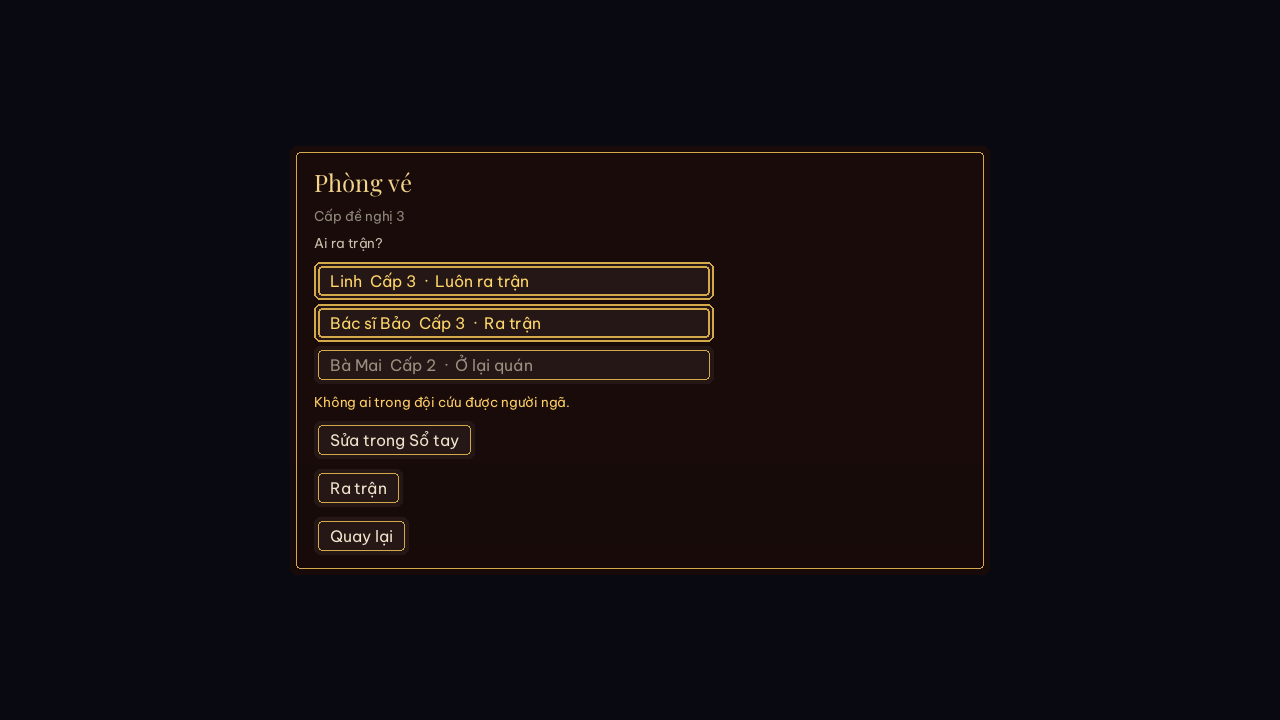 Phòng vé
Cấp đề nghị 3
Ai ra trận?
Linh  Cấp 3  ·  Luôn ra trận
Bác sĩ Bảo  Cấp 3  ·  Ra trận
Bà Mai  Cấp 2  ·  Ở lại quán
Không ai trong đội cứu được người ngã.
Sửa trong Sổ tay
Ra trận
Quay lại